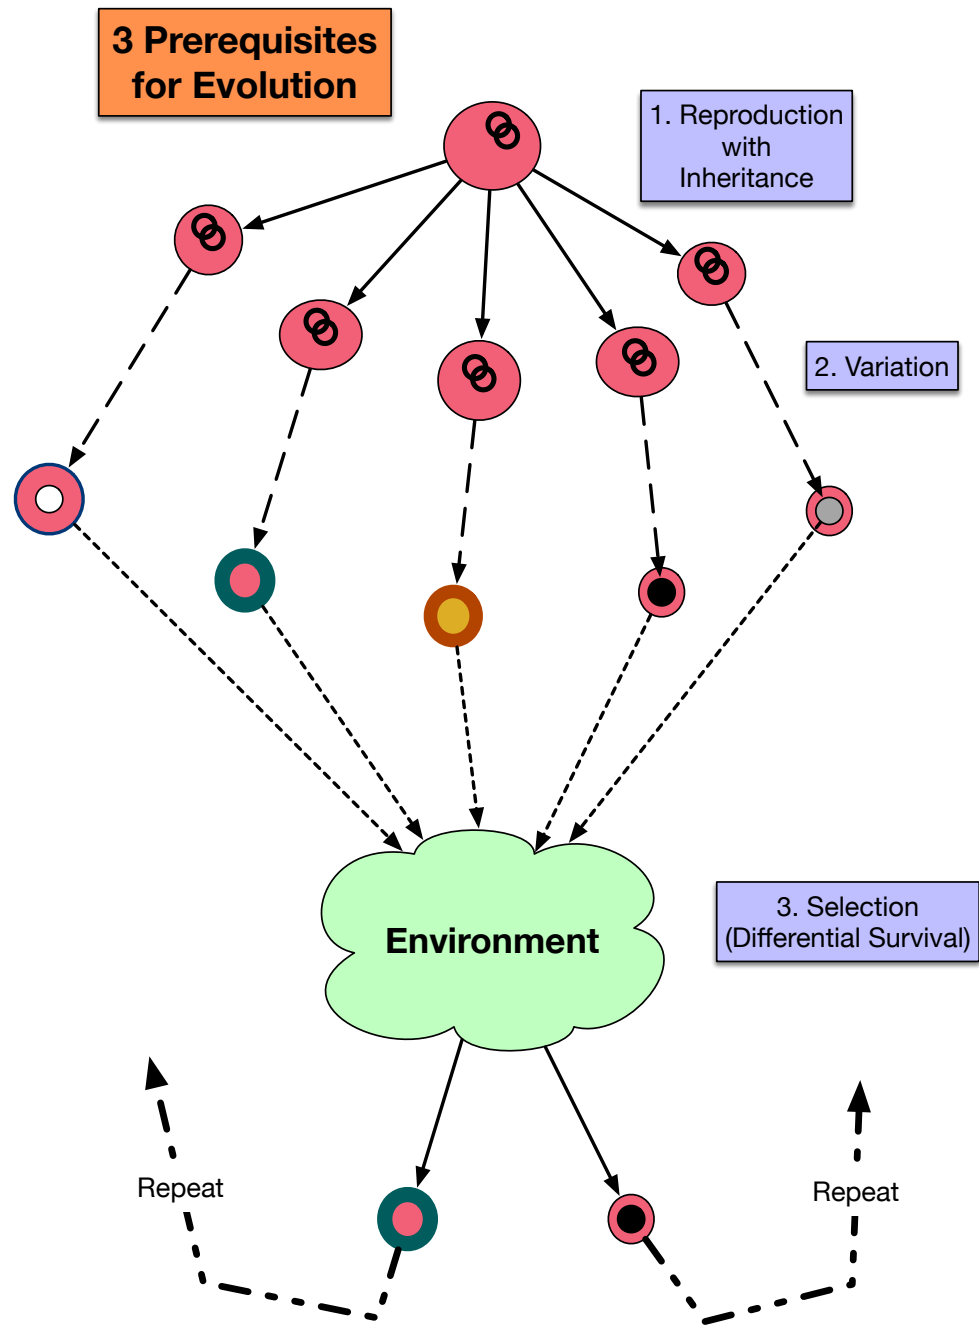 3 Prerequisites
for Evolution
1. Reproduction
with
Inheritance
2. Variation
Environment
3. Selection
(Differential Survival)
Repeat
Repeat